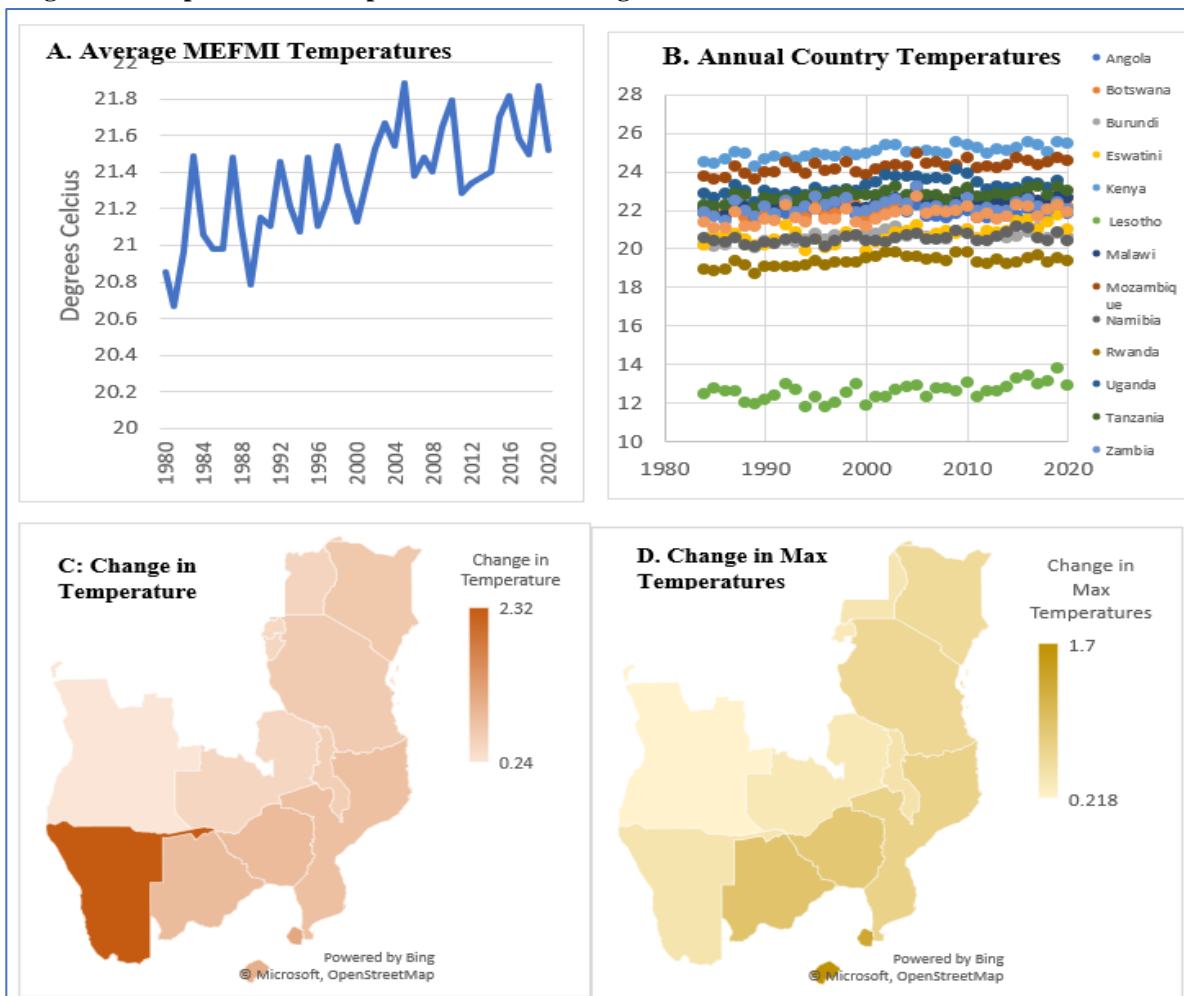 A. Average MEFMI Temperatures
22
21.8
21.6
21.4
21.2
21
20.8
20.6
20.4
20.2
20
Degrees Celcius
1980
1984
1988
1992
1996
2000
2004
2008
2012
2016
2020
B. Annual Country Temperatures
28
26
24
22
20
18
16
14
12
10
1980
1990
2000
2010
2020
Angola
Botswana
Burundi
Eswatini
Kenya
Lesotho
Malawi
Mozambiq
ue
Namibia
Rwanda
Uganda
Tanzania
Zambia
C: Change in
Temperature
Change in
Temperature
2.32
0.24
Powered by Bing
© Microsoft, OpenStreetMap
D. Change in Max
Temperatures
Change in
Max
Temperatures
1.7
0.218
Powered by Bing
© Microsoft, OpenStreetMap